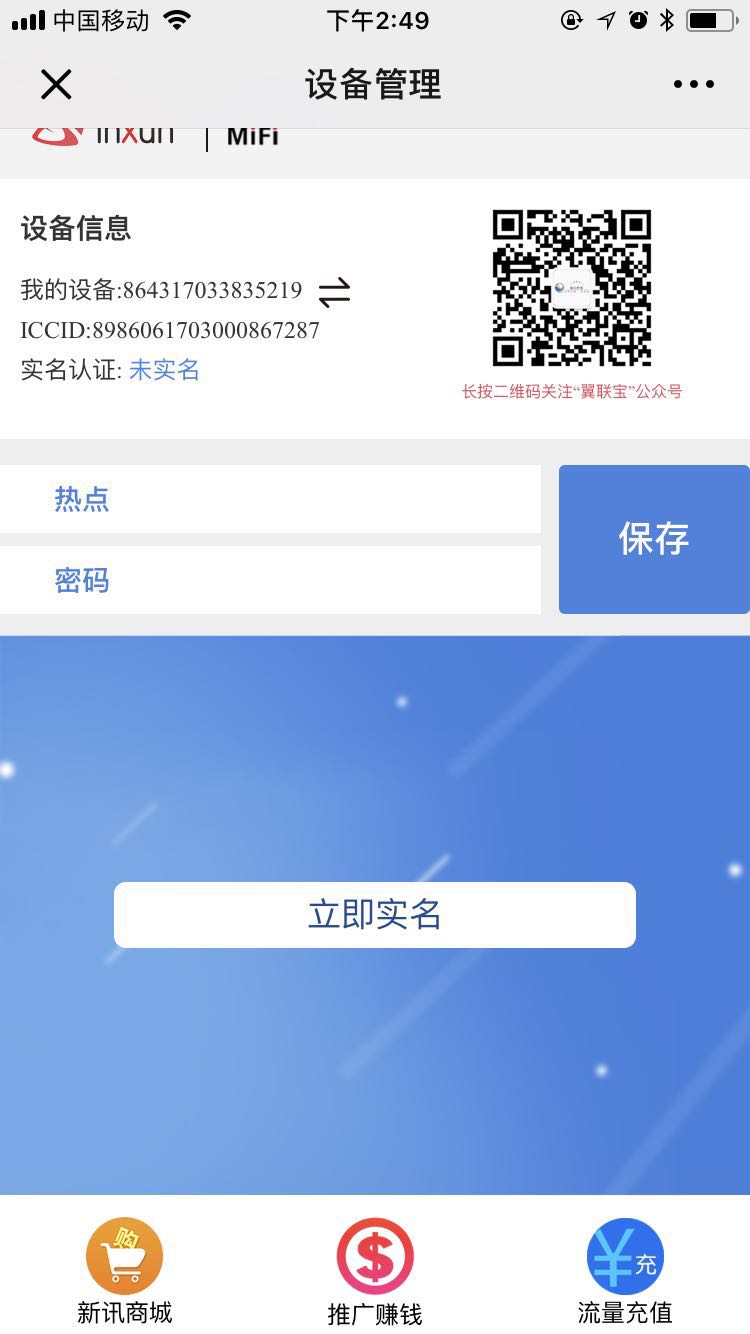 中国移动
下午2:49
设备管理
inxun | MiFi
设备信息
我的设备:864317033835219
ICCID:8986061703000867287
实名认证: 未实名
长按二维码关注“翼联宝”公众号
热点
保存
密码
立即实名
购
¥充
新讯商城
推广赚钱
流量充值